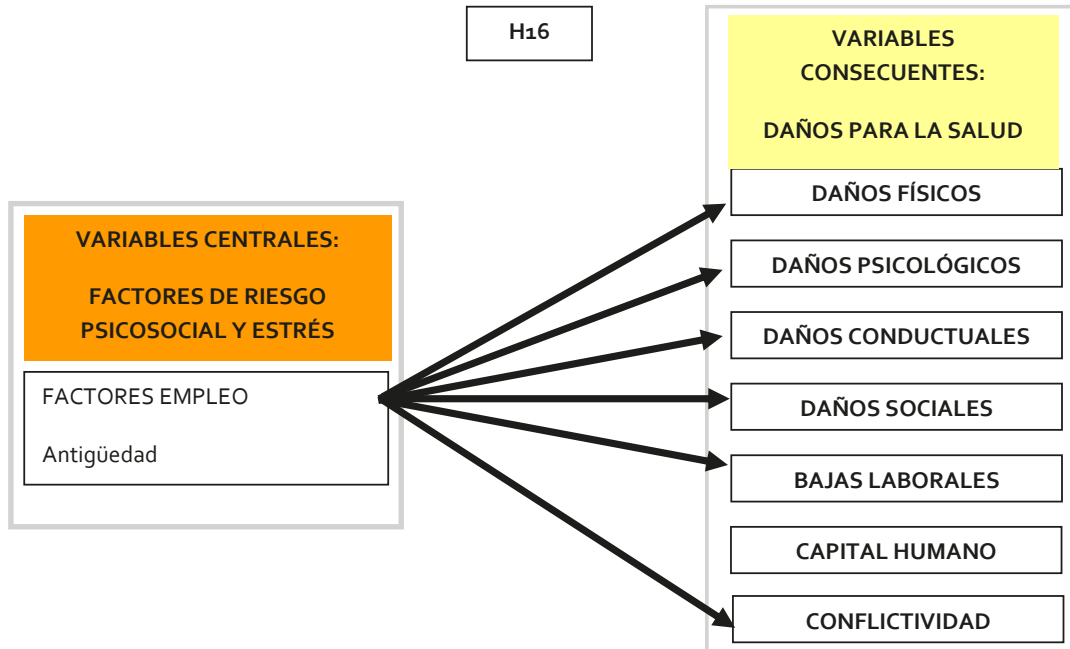 H16
VARIABLES CENTRALES:
FACTORES DE RIESGO
PSICOSOCIAL Y ESTRÉS
FACTORES EMPLEO
Antigüedad
VARIABLES
CONSECUENTES:
DAÑOS PARA LA SALUD
DAÑOS FÍSICOS
DAÑOS PSICOLÓGICOS
DAÑOS CONDUCTUALES
DAÑOS SOCIALES
BAJAS LABORALES
CAPITAL HUMANO
CONFLICTIVIDAD